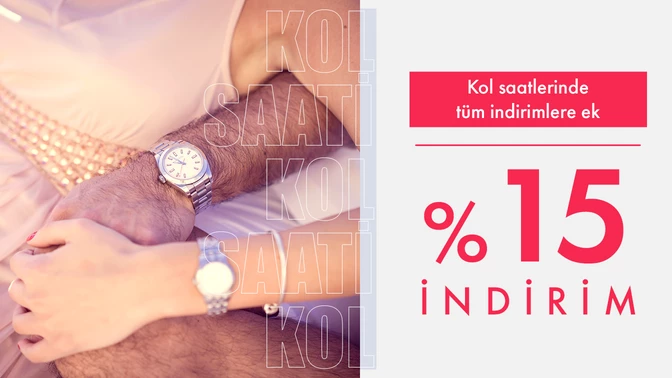 KOL
SAATİ
KOL
SAATİ
KOL
Kol saatlerinde
tüm indirimlere ek
%15
İNDİRİM